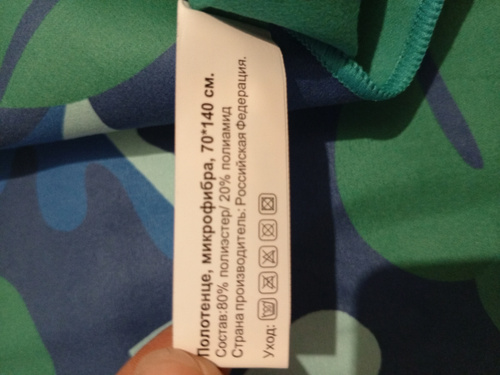 Полотенце, микрофибра, 70*140 см.
Состав:80% полиэстер/ 20% полиамид
Страна производитель: Российская Федерация.
Уход: